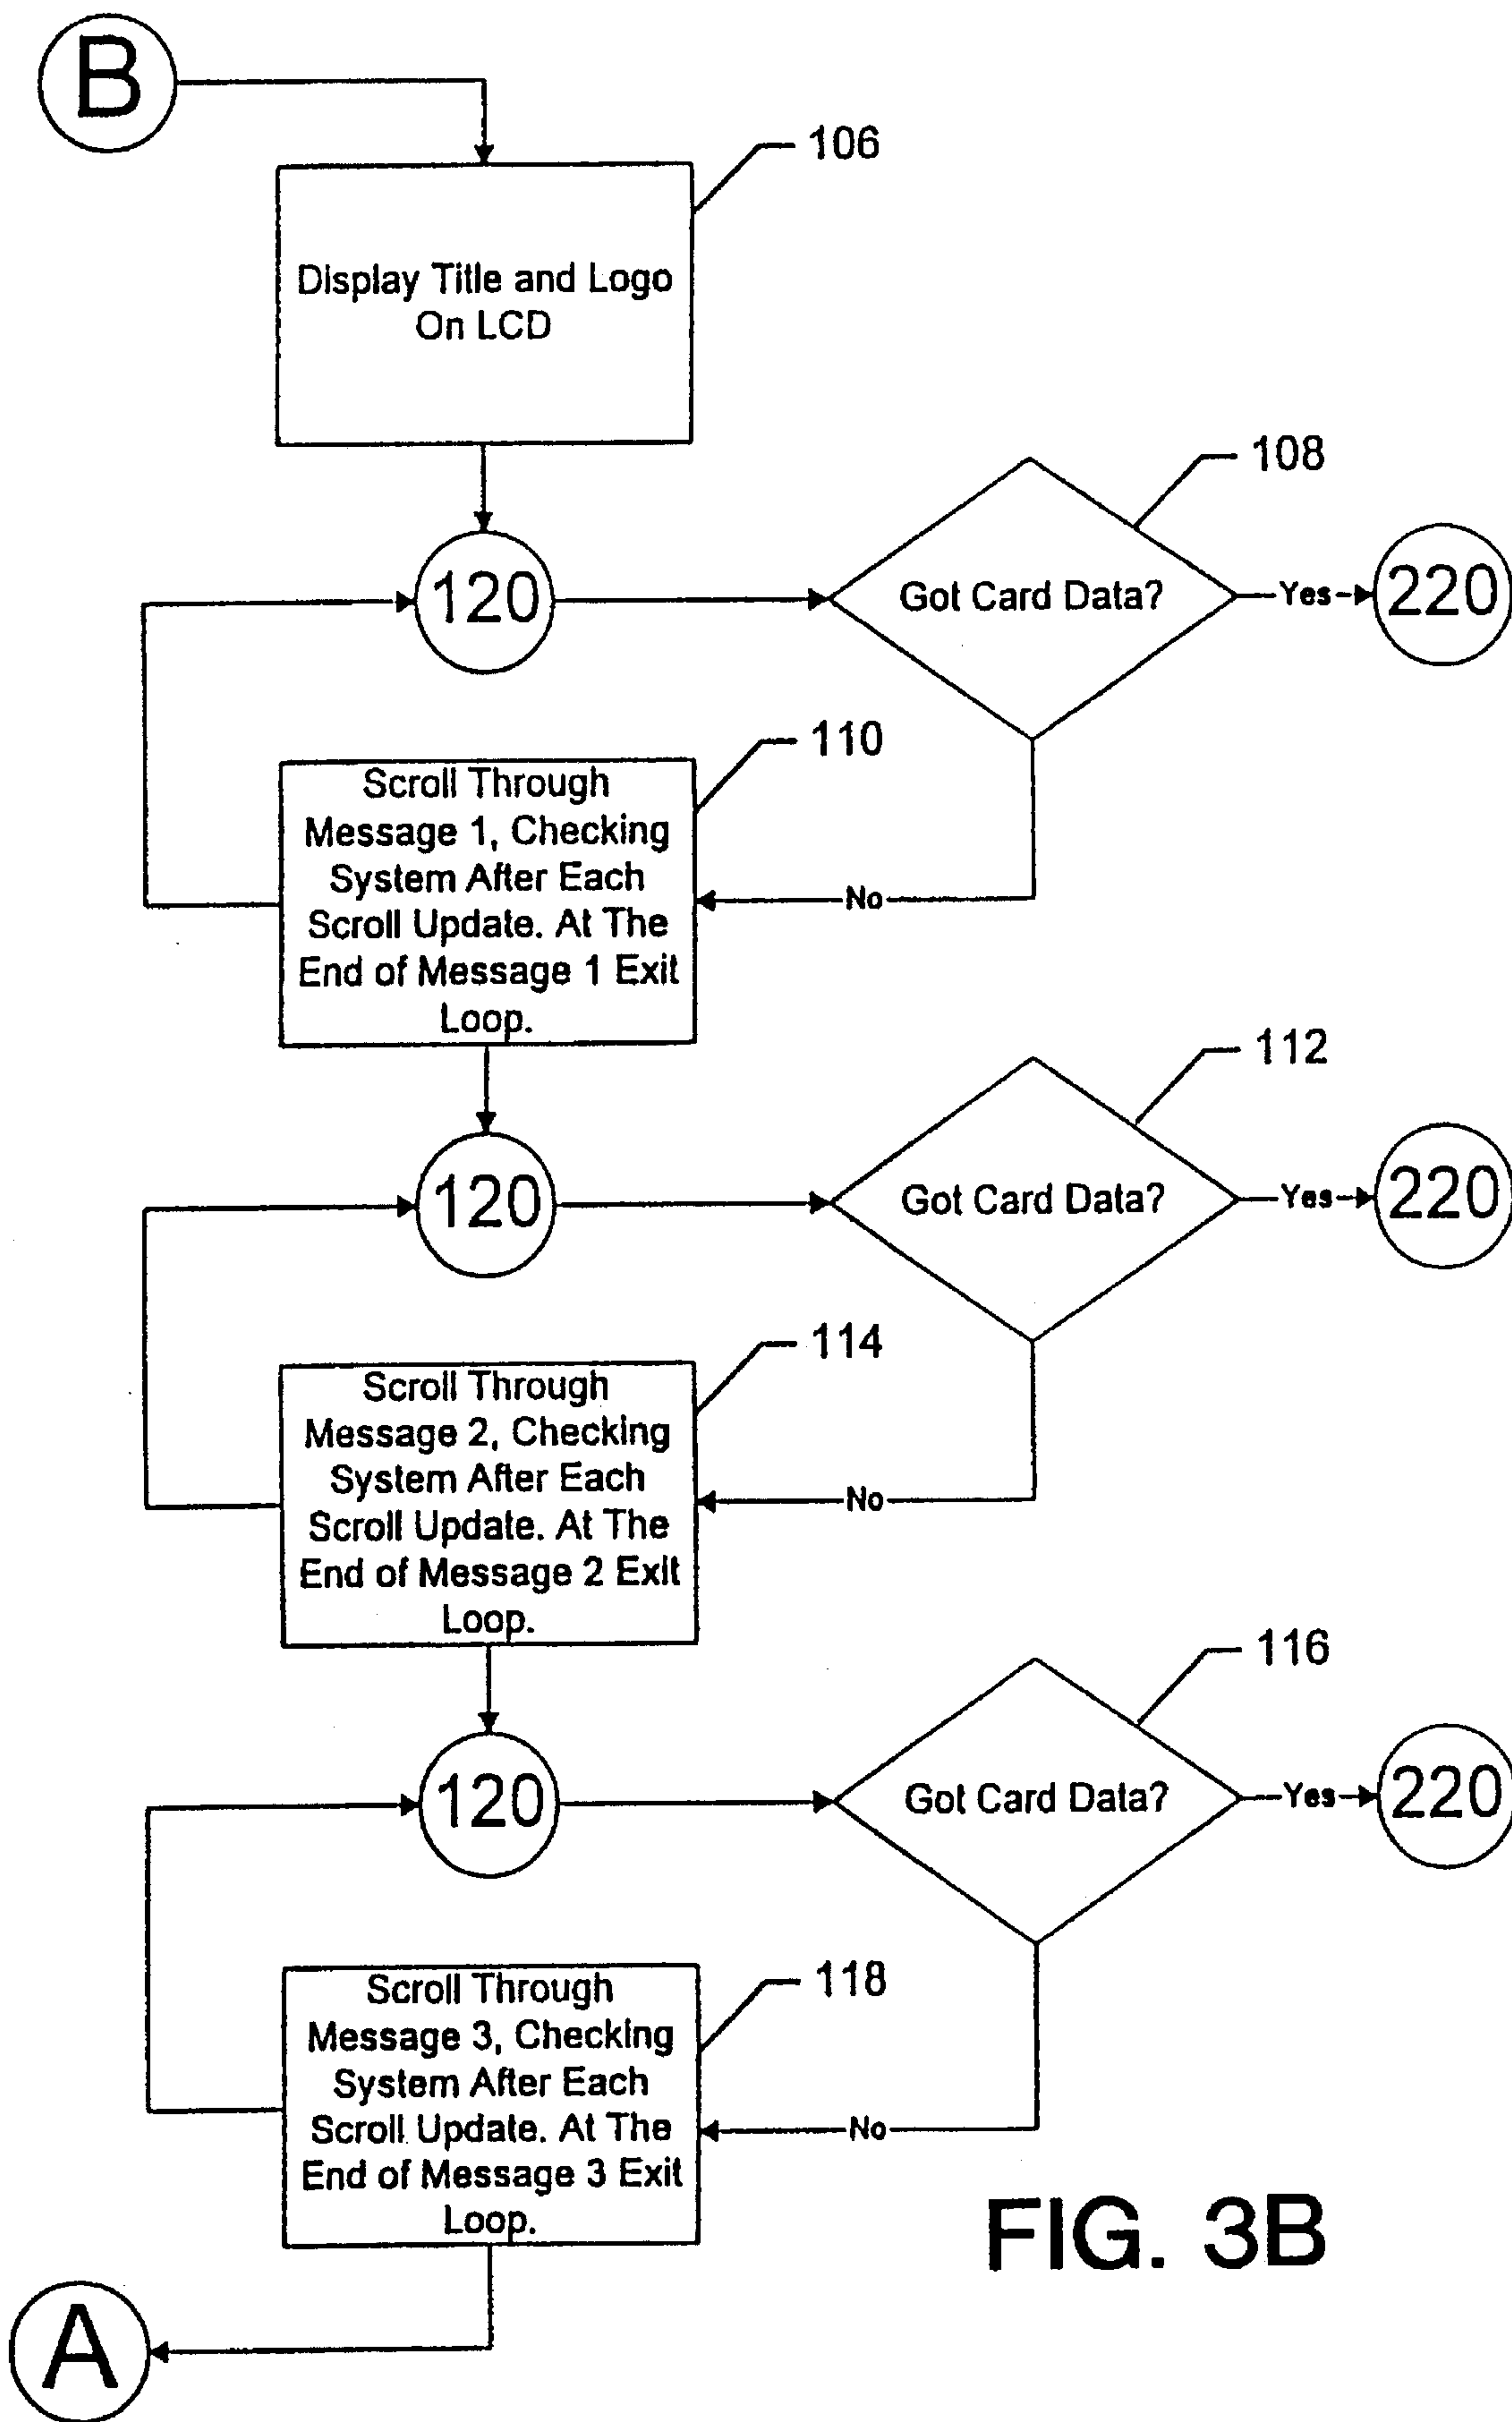 B
106
Display Title and Logo
On LCD
108
120
Got Card Data?
Yes
220
110
Scroll Through
Message 1, Checking
System After Each
Scroll Update. At The
End of Message 1 Exit
Loop.
No
112
120
Got Card Data?
Yes
220
114
Scroll Through
Message 2, Checking
System After Each
Scroll Update. At The
End of Message 2 Exit
Loop.
No
116
120
Got Card Data?
Yes
220
118
Scroll Through
Message 3, Checking
System After Each
Scroll Update. At The
End of Message 3 Exit
Loop.
No
FIG. 3B
A